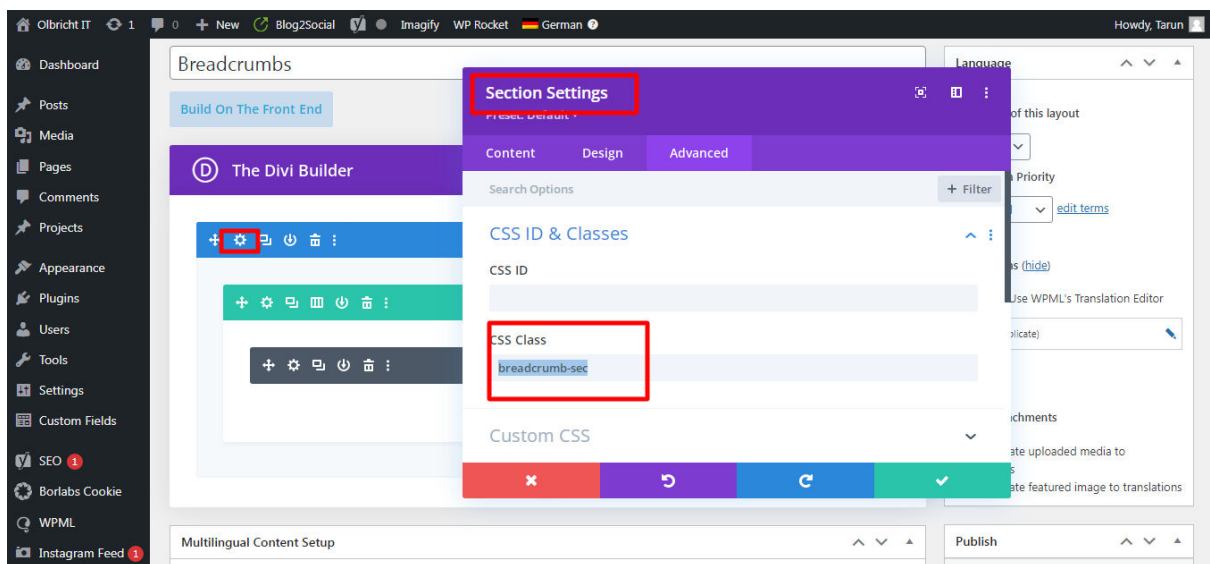 Olbricht IT 1 0 + New Blog2Social Imagify WP Rocket German Howdy, Tarun
Dashboard
Posts
Media
Pages
Comments
Projects
Appearance
Plugins
Users
Tools
Settings
Custom Fields
SEO 1
Borlabs Cookie
WPML
Instagram Feed 1
Breadcrumbs
Build On The Front End
The Divi Builder
Multilingual Content Setup
Section Settings
Preset: Default
Content Design Advanced
Search Options + Filter
CSS ID & Classes
CSS ID
CSS Class
breadcrumb-sec
Custom CSS
Language
of this layout
Priority
edit terms
(hide)
Use WPML's Translation Editor
plicate)
chments
ate uploaded media to
s
ate featured image to translations
Publish